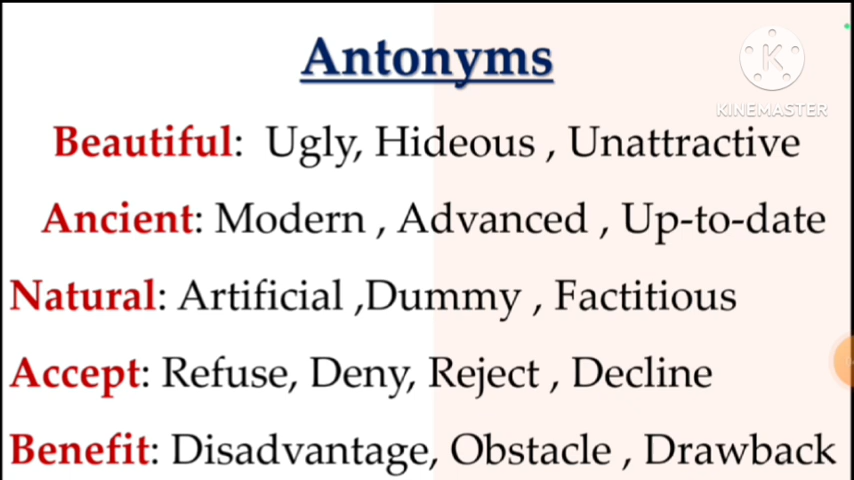 Antonyms
K
KINEMASTER
Beautiful:  Ugly, Hideous , Unattractive
Ancient: Modern , Advanced , Up-to-date
Natural: Artificial ,Dummy , Factitious
Accept: Refuse, Deny, Reject , Decline
Benefit: Disadvantage, Obstacle , Drawback